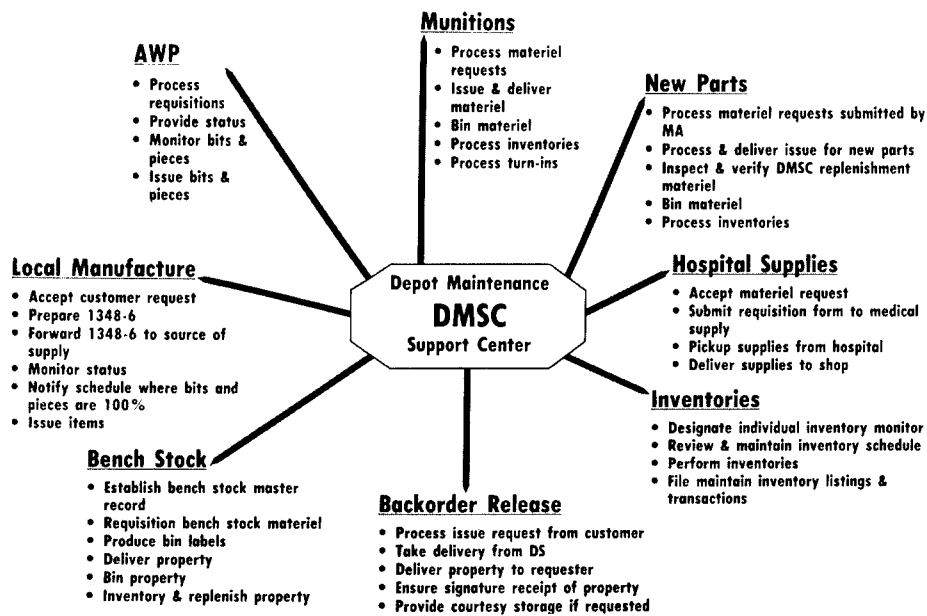 Munitions
• Process materiel
requests
• Issue & deliver
materiel
• Bin materiel
• Process inventories
• Process turn-ins
AWP
• Process
requisitions
• Provide status
• Monitor bits &
pieces
• Issue bits &
pieces
New Parts
• Process materiel requests submitted by
MA
• Process & deliver issue for new parts
• Inspect & verify DMSC replenishment
materiel
• Bin materiel
• Process inventories
Local Manufacture
• Accept customer request
• Prepare 1348-6
• Forward 1348-6 to source of
supply
• Monitor status
• Notify schedule where bits and
pieces are 100%
• Issue items
Depot Maintenance
DMSC
Support Center
Hospital Supplies
• Accept materiel request
• Submit requisition form to medical
supply
• Pickup supplies from hospital
• Deliver supplies to shop
Inventories
• Designate individual inventory monitor
• Review & maintain inventory schedule
• Perform inventories
• File maintain inventory listings &
transactions
Bench Stock
• Establish bench stock master
record
• Requisition bench stock materiel
• Produce bin labels
• Deliver property
• Bin property
• Inventory & replenish property
Backorder Release
• Process issue request from customer
• Take delivery from DS
• Deliver property to requester
• Ensure signature receipt of property
• Provide courtesy storage if requested